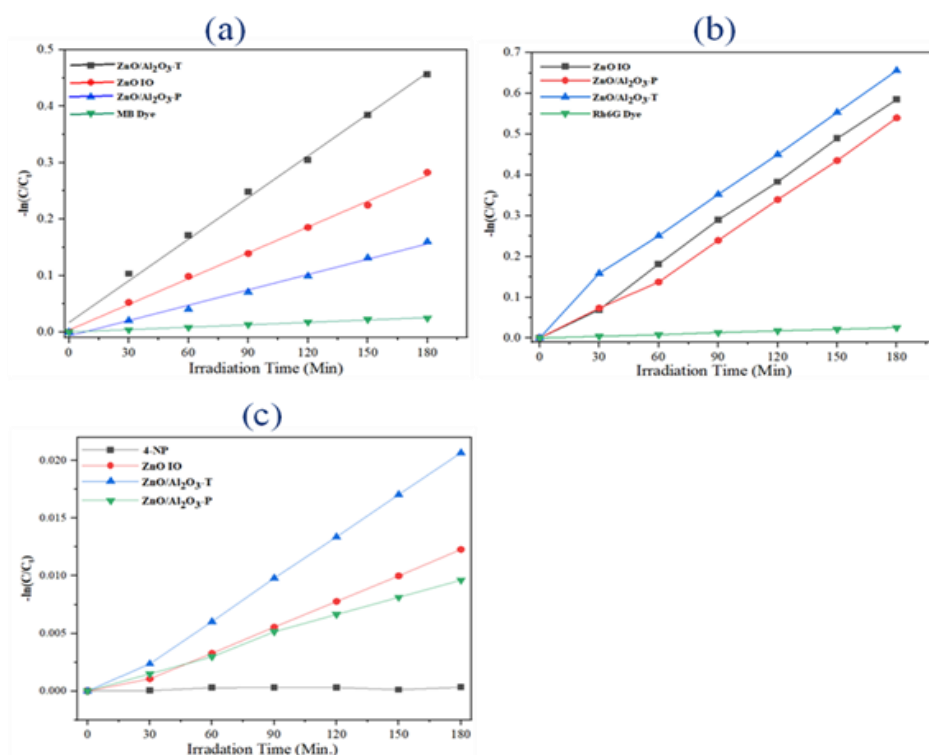 (a)
-ln(C/Cᵢ)
0.5
0.4
0.3
0.2
0.1
0.0
ZnO/Al₂O₃-T
ZnO IO
ZnO/Al₂O₃-P
MB Dye
0 30 60 90 120 150 180
Irradiation Time (Min)
(b)
-ln(C/Cᵢ)
0.7
0.6
0.5
0.4
0.3
0.2
0.1
0.0
ZnO IO
ZnO/Al₂O₃-P
ZnO/Al₂O₃-T
Rh6G Dye
0 30 60 90 120 150 180
Irradiation Time (Min)
(c)
-ln(C/Cᵢ)
0.020
0.015
0.010
0.005
0.000
4-NP
ZnO IO
ZnO/Al₂O₃-T
ZnO/Al₂O₃-P
0 30 60 90 120 150 180
Irradiation Time (Min.)